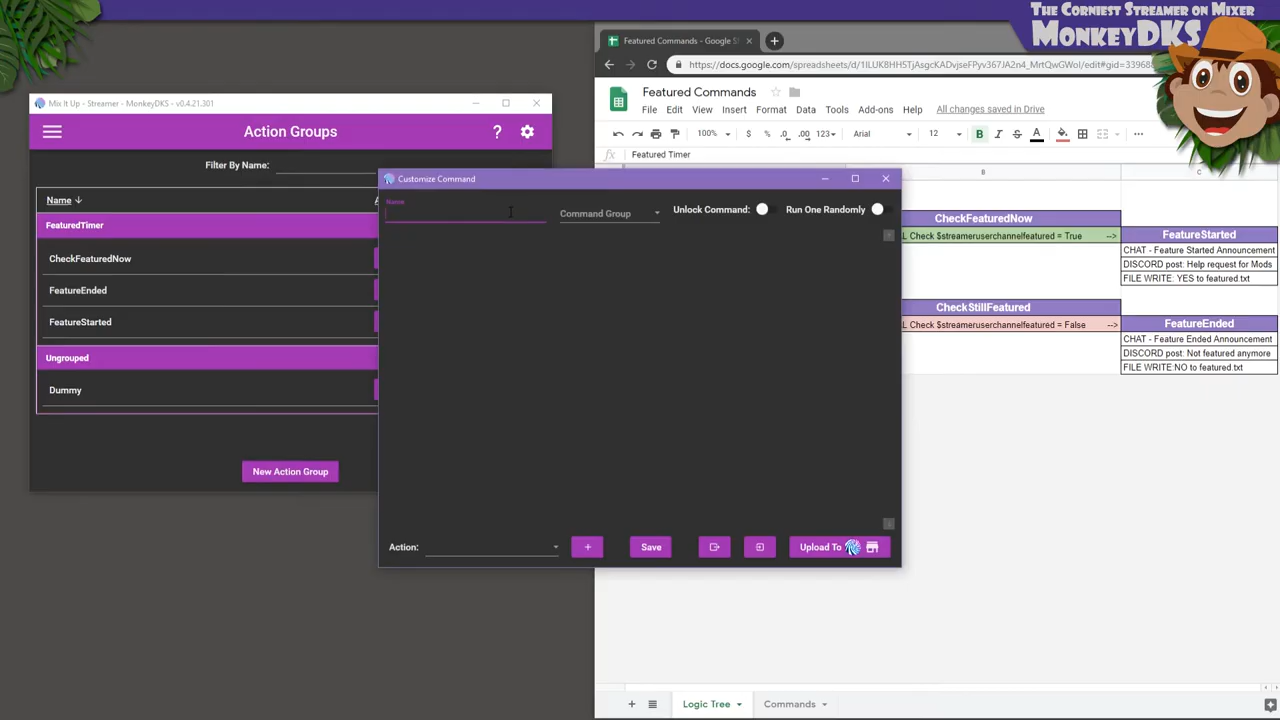 The Corniest Streamer on Mixer
MonkeyDKS
Featured Commands - Google S
https://docs.google.com/spreadsheets/d/1lLUK8HH5TjAsgcKADvjseFPyv367JA2n4_MrtQwGWoI/edit#gid=33968
Featured Commands
File Edit View Insert Format Data Tools Add-ons Help All changes saved in Drive
100% $ % .0 .00 123 Arial 12 B I S A
fx Featured Timer
B C
CheckFeaturedNow
L Check $streameruserchannelfeatured = True -->
FeatureStarted
CHAT - Feature Started Announcement
DISCORD post: Help request for Mods
FILE WRITE: YES to featured.txt
CheckStillFeatured
L Check $streameruserchannelfeatured = False -->
FeatureEnded
CHAT - Feature Ended Announcement
DISCORD post: Not featured anymore
FILE WRITE:NO to featured.txt
Logic Tree
Commands
Mix It Up - Streamer - MonkeyDKS - v0.4.21.301
Action Groups
?
Filter By Name:
Name
FeaturedTimer
CheckFeaturedNow
FeatureEnded
FeatureStarted
Ungrouped
Dummy
New Action Group
Customize Command
Name
Command Group
Unlock Command:
Run One Randomly
Action:
+
Save
Upload To